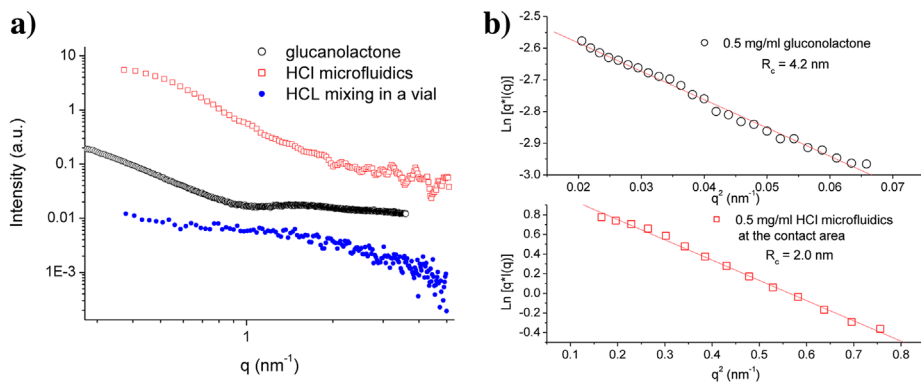 a)
glucanolactone
HCl microfluidics
HCL mixing in a vial
10
1
0.1
0.01
1E-3
Intensity (a.u.)
1
q (nm⁻¹)
b)
0.5 mg/ml gluconolactone
R_c = 4.2 nm
-2.5
-2.6
-2.7
-2.8
-2.9
-3.0
Ln [q*I(q)]
0.02 0.03 0.04 0.05 0.06 0.07
q² (nm⁻¹)
0.5 mg/ml HCl microfluidics
at the contact area
R_c = 2.0 nm
0.8
0.6
0.4
0.2
0.0
-0.2
-0.4
Ln [q*I(q)]
0.1 0.2 0.3 0.4 0.5 0.6 0.7 0.8
q² (nm⁻¹)